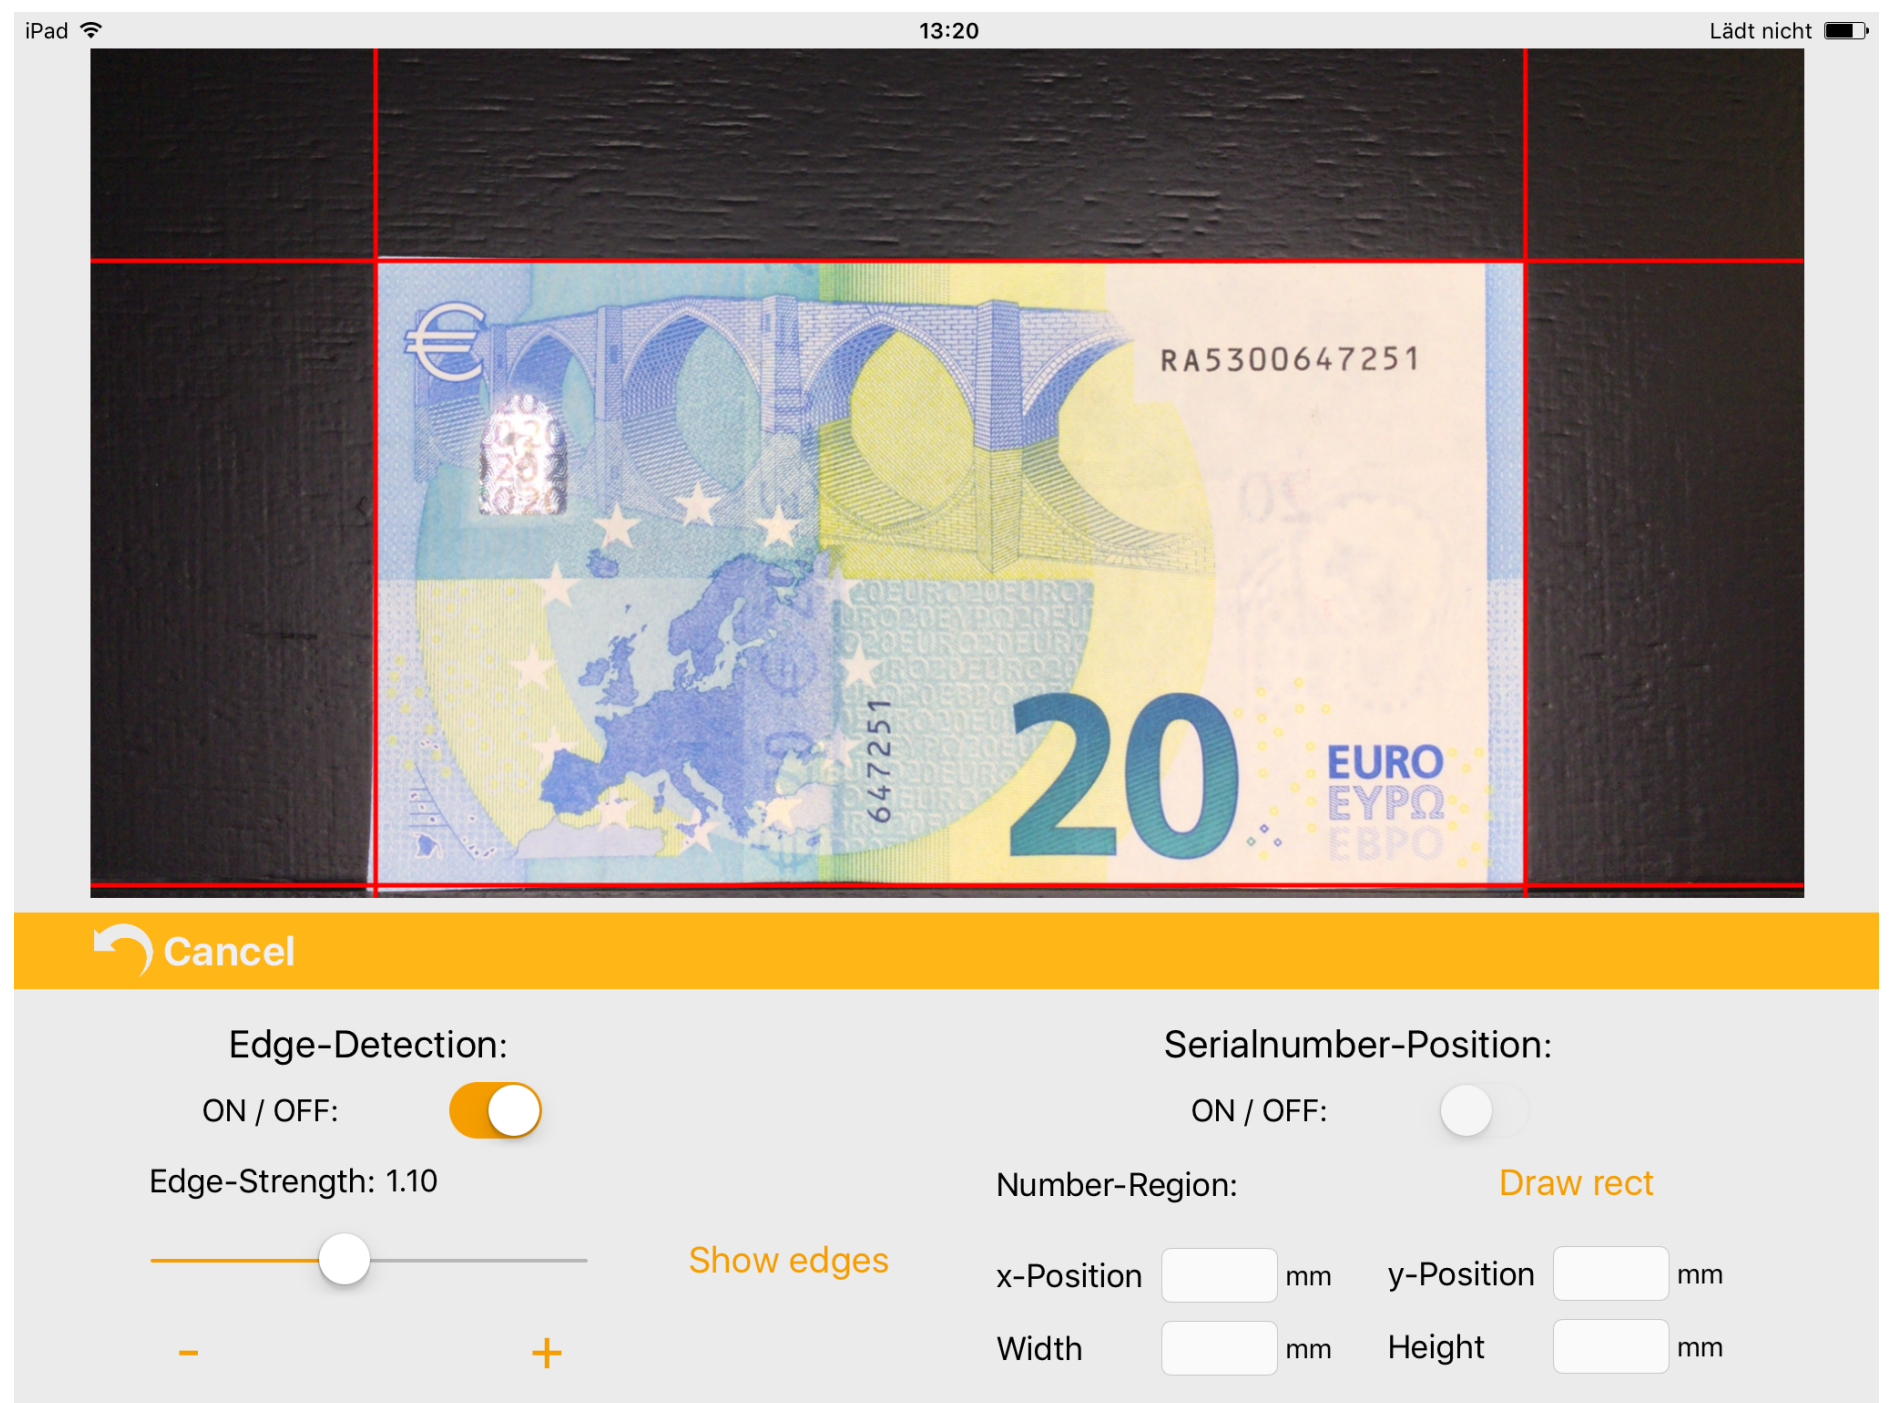 iPad 13:20 Lädt nicht
€
RA5300647251
20
647251
20
EURO
ΕΥΡΩ
ЕВРО
Cancel
Edge-Detection:
ON / OFF:
Edge-Strength: 1.10
Show edges
- +
Serialnumber-Position:
ON / OFF:
Number-Region: Draw rect
x-Position mm y-Position mm
Width mm Height mm